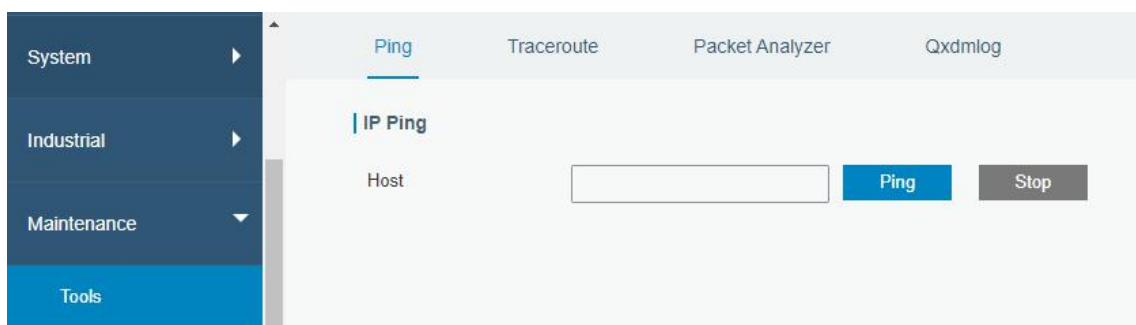 System
Industrial
Maintenance
Tools
Ping Traceroute Packet Analyzer Qxdmlog
IP Ping
Host Ping Stop